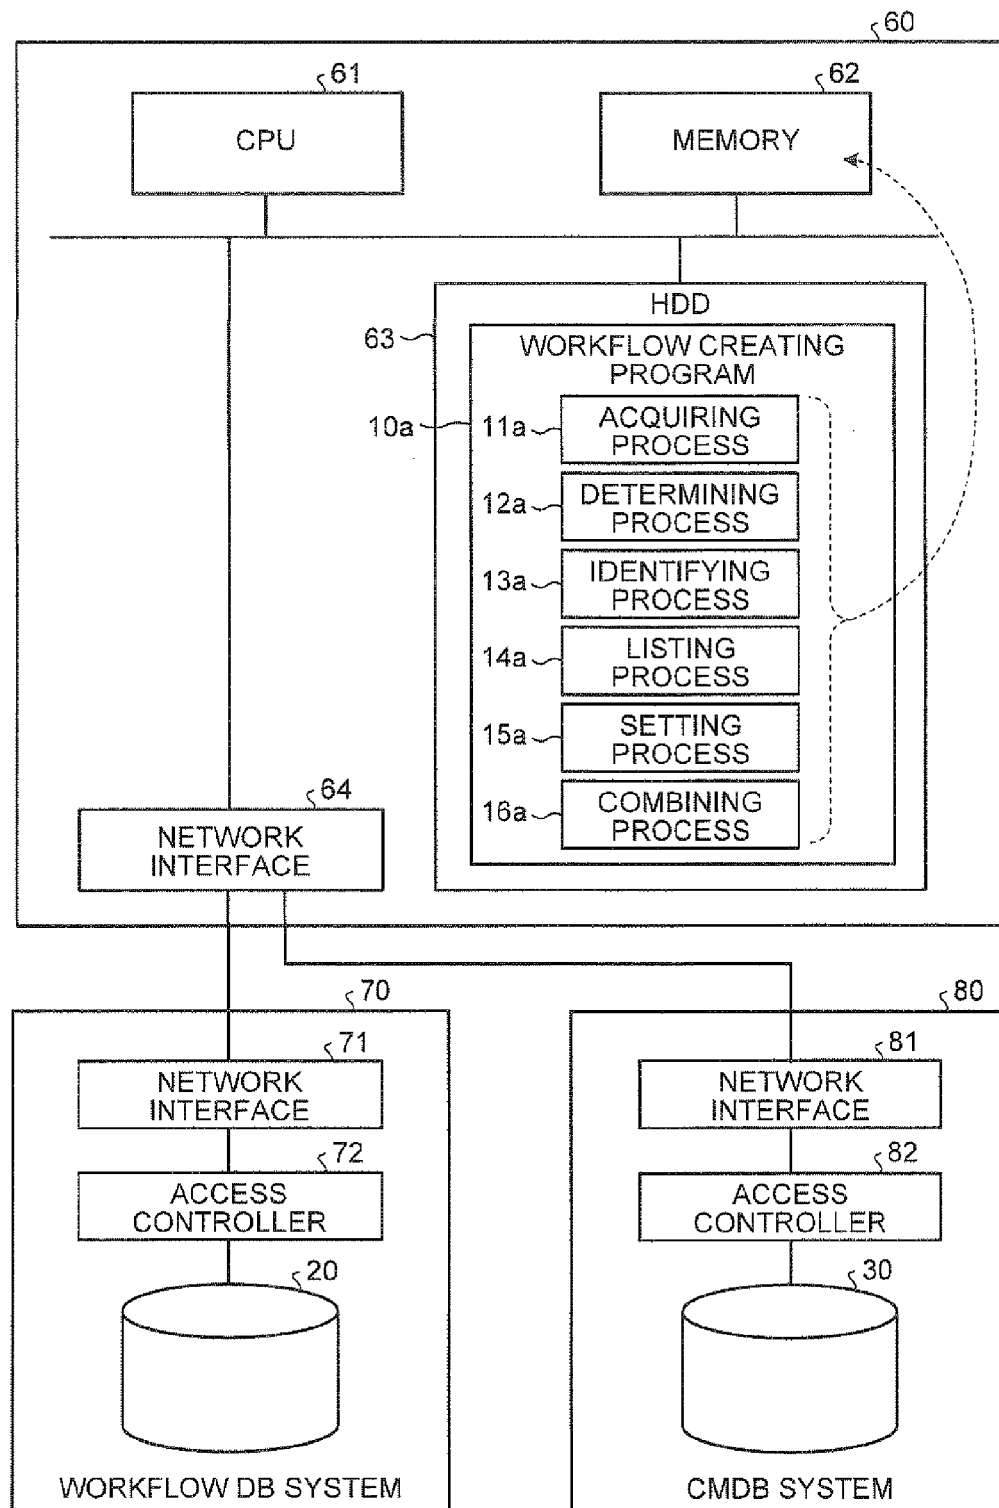 60
61
62
CPU
MEMORY
HDD
63
WORKFLOW CREATING
PROGRAM
10a
11a
ACQUIRING
PROCESS
12a
DETERMINING
PROCESS
13a
IDENTIFYING
PROCESS
14a
LISTING
PROCESS
15a
SETTING
PROCESS
16a
COMBINING
PROCESS
64
NETWORK
INTERFACE
70
80
71
NETWORK
INTERFACE
81
NETWORK
INTERFACE
72
ACCESS
CONTROLLER
82
ACCESS
CONTROLLER
20
30
WORKFLOW DB SYSTEM
CMDB SYSTEM